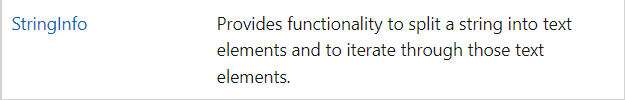 StringInfo
Provides functionality to split a string into text
elements and to iterate through those text
elements.